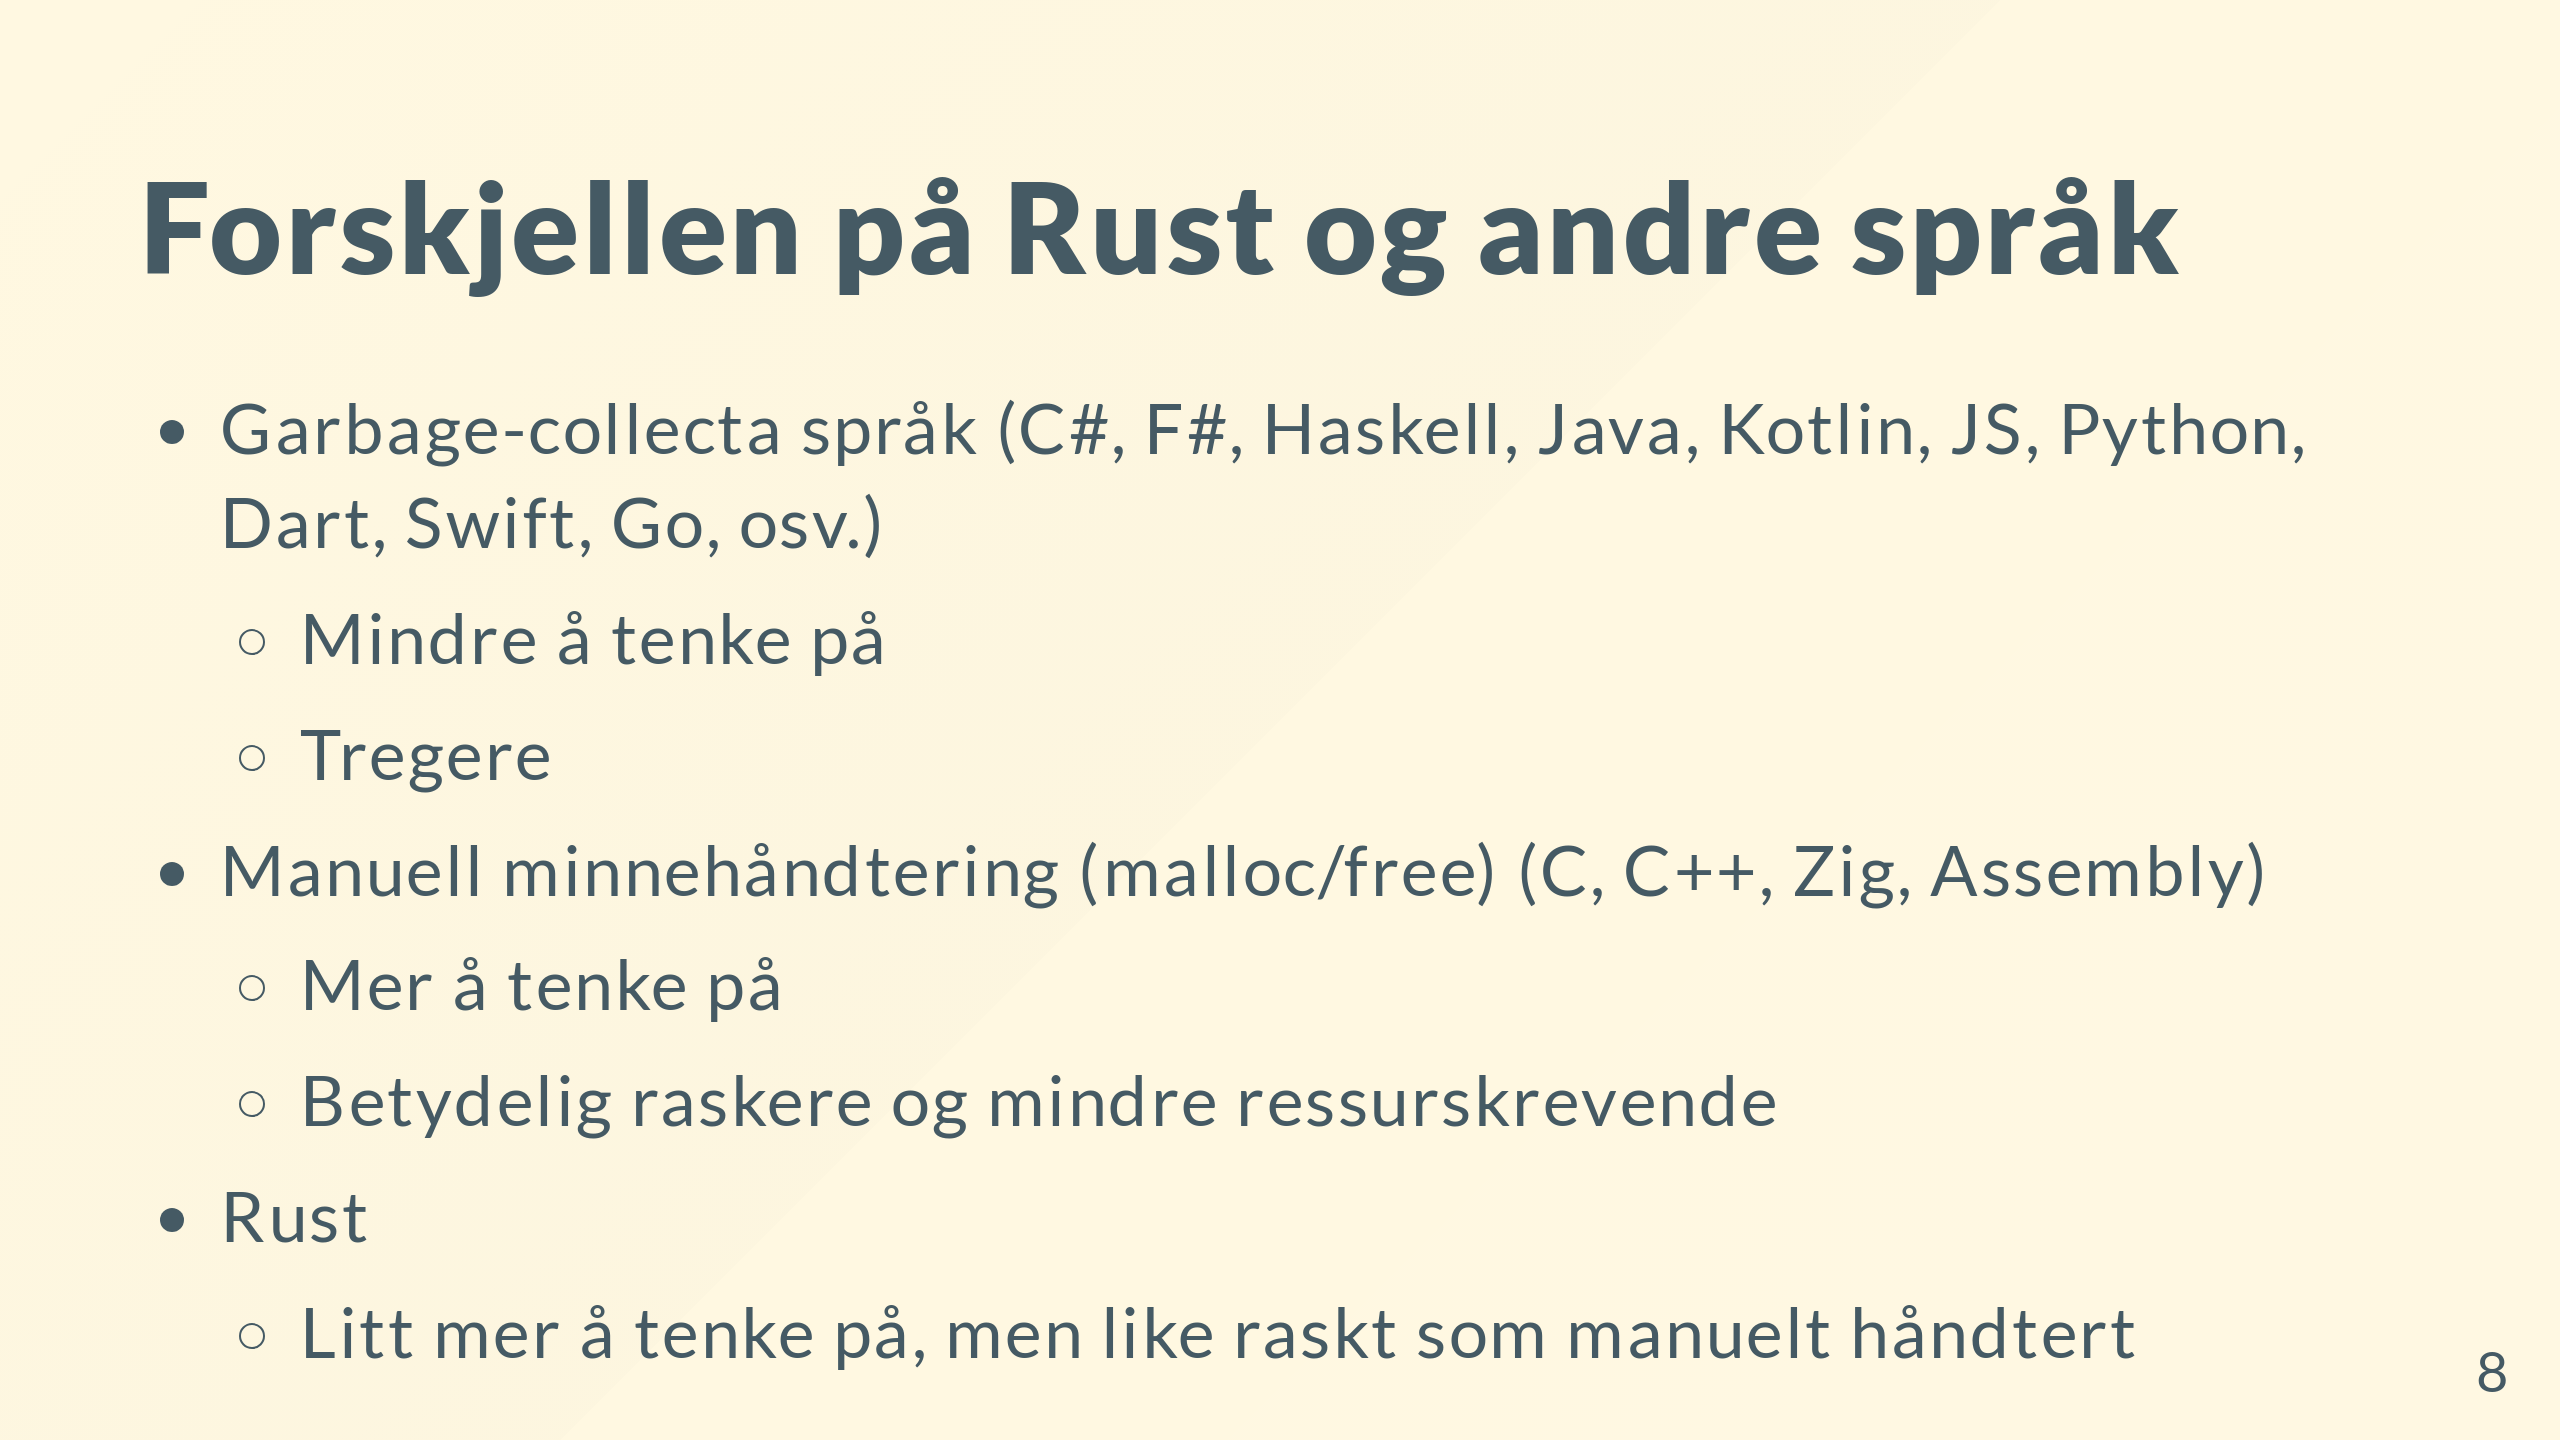 Forskjellen på Rust og andre språk
• Garbage-collecta språk (C#, F#, Haskell, Java, Kotlin, JS, Python,
Dart, Swift, Go, osv.)
○ Mindre å tenke på
○ Tregere
• Manuell minnehåndtering (malloc/free) (C, C++, Zig, Assembly)
○ Mer å tenke på
○ Betydelig raskere og mindre ressurskrevende
• Rust
○ Litt mer å tenke på, men like raskt som manuelt håndtert
8